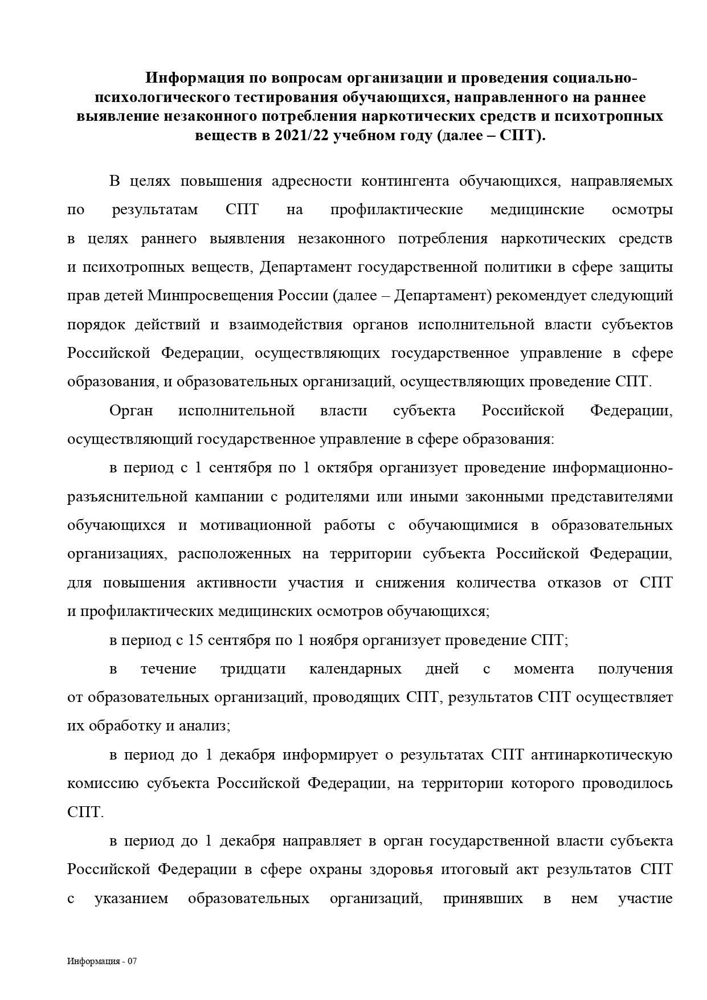 Информация по вопросам организации и проведения социально-
психологического тестирования обучающихся, направленного на раннее
выявление незаконного потребления наркотических средств и психотропных
веществ в 2021/22 учебном году (далее – СПТ).
В целях повышения адресности контингента обучающихся, направляемых
по результатам СПТ на профилактические медицинские осмотры
в целях раннего выявления незаконного потребления наркотических средств
и психотропных веществ, Департамент государственной политики в сфере защиты
прав детей Минпросвещения России (далее – Департамент) рекомендует следующий
порядок действий и взаимодействия органов исполнительной власти субъектов
Российской Федерации, осуществляющих государственное управление в сфере
образования, и образовательных организаций, осуществляющих проведение СПТ.
Орган исполнительной власти субъекта Российской Федерации,
осуществляющий государственное управление в сфере образования:
в период с 1 сентября по 1 октября организует проведение информационно-
разъяснительной кампании с родителями или иными законными представителями
обучающихся и мотивационной работы с обучающимися в образовательных
организациях, расположенных на территории субъекта Российской Федерации,
для повышения активности участия и снижения количества отказов от СПТ
и профилактических медицинских осмотров обучающихся;
в период с 15 сентября по 1 ноября организует проведение СПТ;
в течение тридцати календарных дней с момента получения
от образовательных организаций, проводящих СПТ, результатов СПТ осуществляет
их обработку и анализ;
в период до 1 декабря информирует о результатах СПТ антинаркотическую
комиссию субъекта Российской Федерации, на территории которого проводилось
СПТ.
в период до 1 декабря направляет в орган государственной власти субъекта
Российской Федерации в сфере охраны здоровья итоговый акт результатов СПТ
с указанием образовательных организаций, принявших в нем участие
Информация - 07